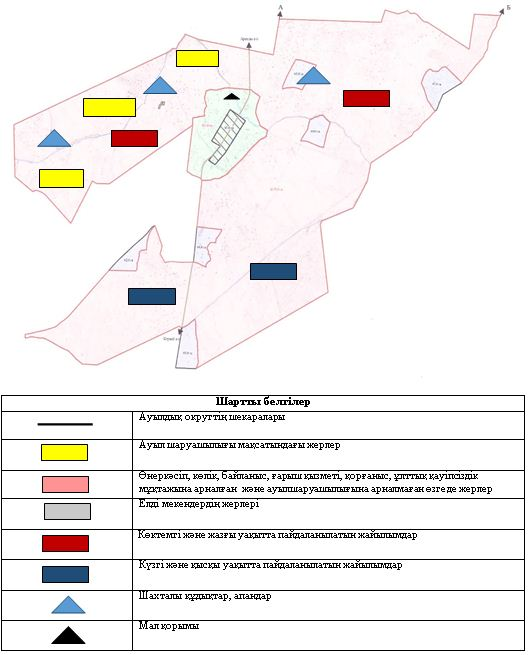 А
Б
Шартты белгілер
Ауылдық округтің шекаралары
Ауыл шаруашылығы мақсатындағы жерлер
Өнеркәсіп, көлік, байланыс, ғарыш қызметі, қорғаныс, ұлттық қауіпсіздік
мұқтажына арналған және ауылшаруашылығына арналмаған өзге де жерлер
Елді мекендердің жерлері
Көктемгі және жазғы уақытта пайдаланылатын жайылымдар
Күзгі және қысқы уақытта пайдаланылатын жайылымдар
Шахталы құдықтар, апандар
Мал қорымы